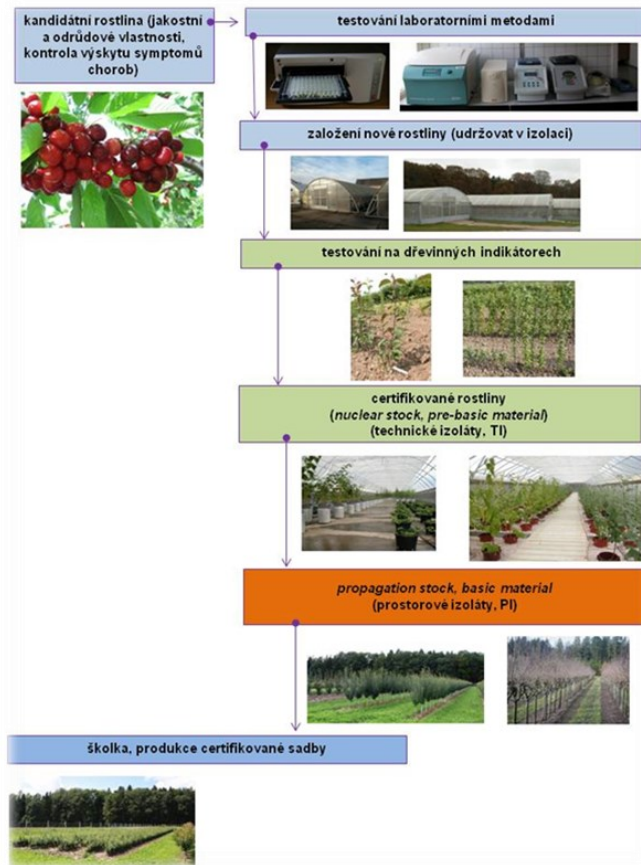 kandidátní rostlina (jakostní
a odrůdové vlastnosti,
kontrola výskytu symptomů
chorob)
testování laboratorními metodami
založení nové rostliny (udržovat v izolaci)
testování na dřevinných indikátorech
certifikované rostliny
(nuclear stock, pre-basic material)
(technické izoláty, TI)
propagation stock, basic material
(prostorové izoláty, PI)
školka, produkce certifikované sadby